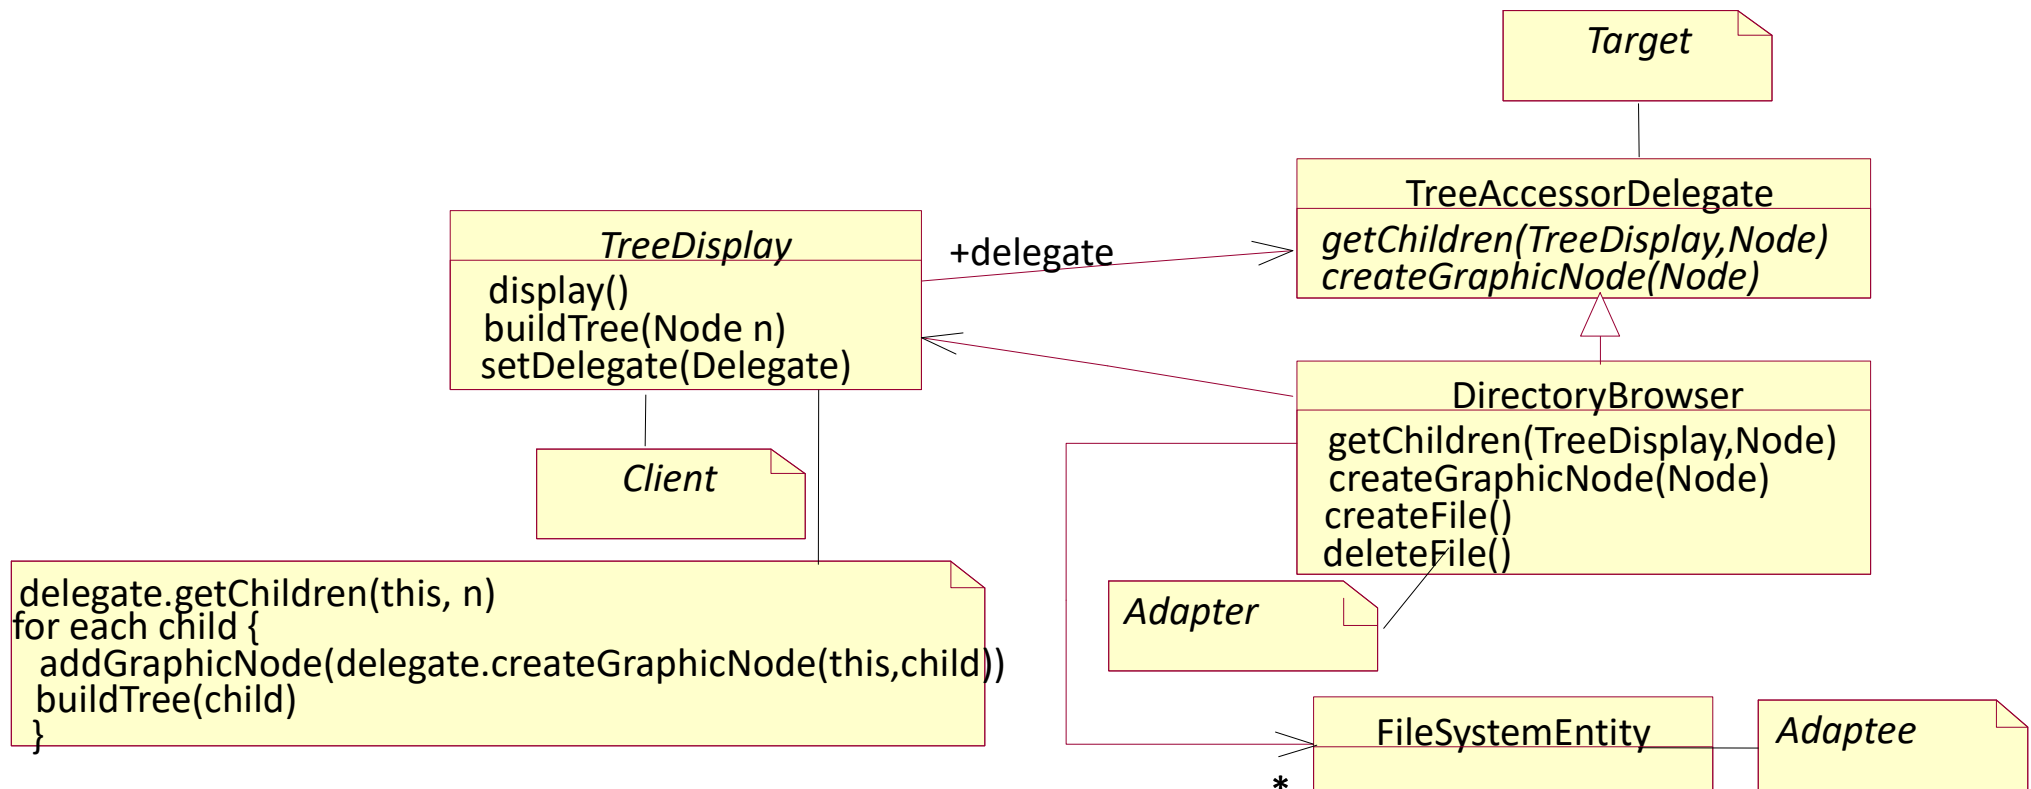 Target
TreeAccessorDelegate
getChildren(TreeDisplay,Node)
createGraphicNode(Node)
TreeDisplay
display()
buildTree(Node n)
setDelegate(Delegate)
+delegate
DirectoryBrowser
getChildren(TreeDisplay,Node)
createGraphicNode(Node)
createFile()
deleteFile()
Client
delegate.getChildren(this, n)
for each child {
addGraphicNode(delegate.createGraphicNode(this,child))
buildTree(child)
}
Adapter
FileSystemEntity
Adaptee
*